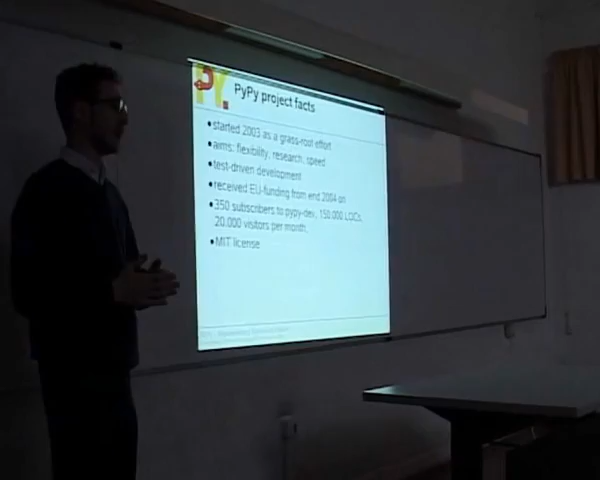 PY
PyPy project facts
•started 2003 as a grass-root effort
•aims: flexibility, research, speed
•test-driven development
•received EU-funding from end 2004 on
•350 subscribers to pypy-dev, 150.000 LOCs,
20.000 visitors per month,
•MIT license